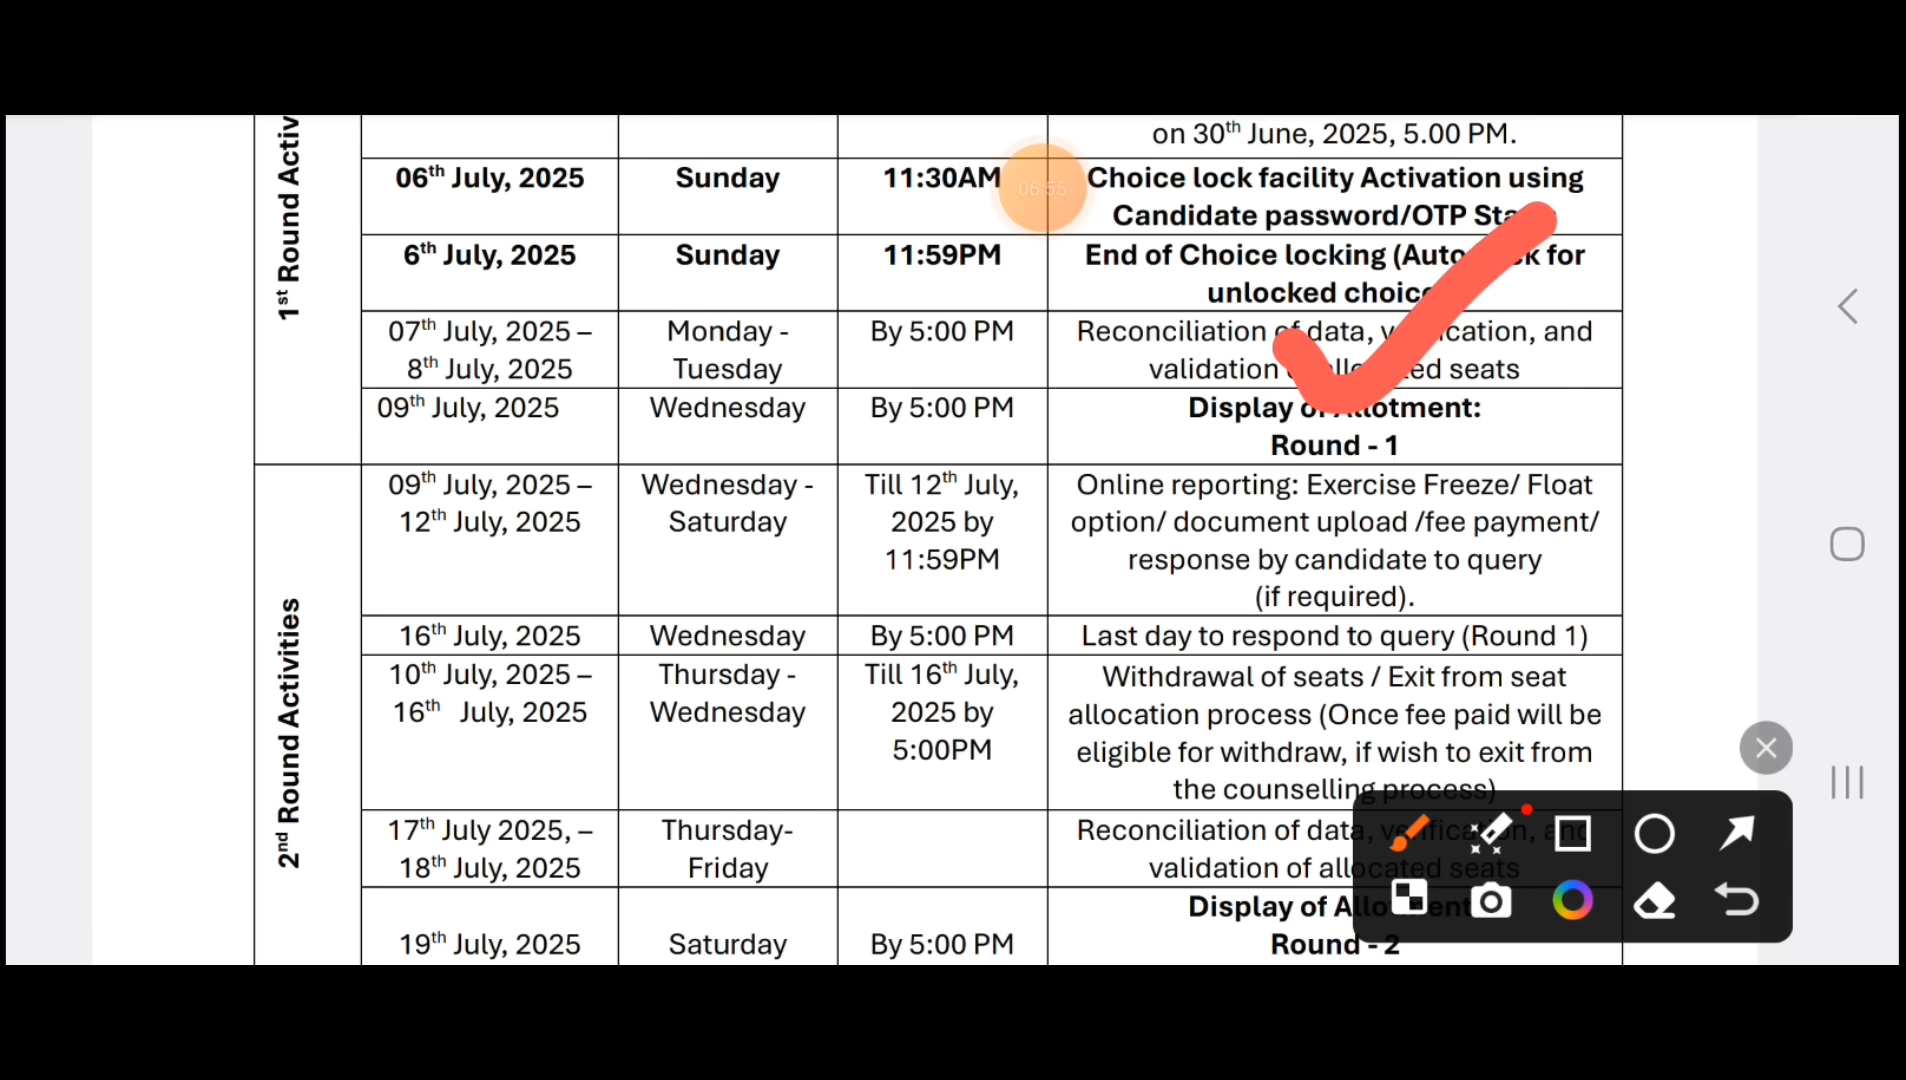 on 30th June, 2025, 5.00 PM.
1st Round Activ
06th July, 2025 Sunday 11:30AM Choice lock facility Activation using
Candidate password/OTP
6th July, 2025 Sunday 11:59PM End of Choice locking for
unlocked
07th July, 2025 – Monday - By 5:00 PM Reconciliation of data, and
8th July, 2025 Tuesday validation seats
09th July, 2025 Wednesday By 5:00 PM Display of Allotment:
Round - 1
2nd Round Activities
09th July, 2025 – Wednesday - Till 12th July, Online reporting: Exercise Freeze/ Float
12th July, 2025 Saturday 2025 by option/ document upload /fee payment/
11:59PM response by candidate to query
(if required).
16th July, 2025 Wednesday By 5:00 PM Last day to respond to query (Round 1)
10th July, 2025 – Thursday - Till 16th July, Withdrawal of seats / Exit from seat
16th July, 2025 Wednesday 2025 by allocation process (Once fee paid will be
5:00PM eligible for withdraw, if wish to exit from
the counselling process)
17th July 2025, – Thursday- Reconciliation of data, verification, and
18th July, 2025 Friday validation of allocated seats
Display of Allotment
19th July, 2025 Saturday By 5:00 PM Round - 2
06:55